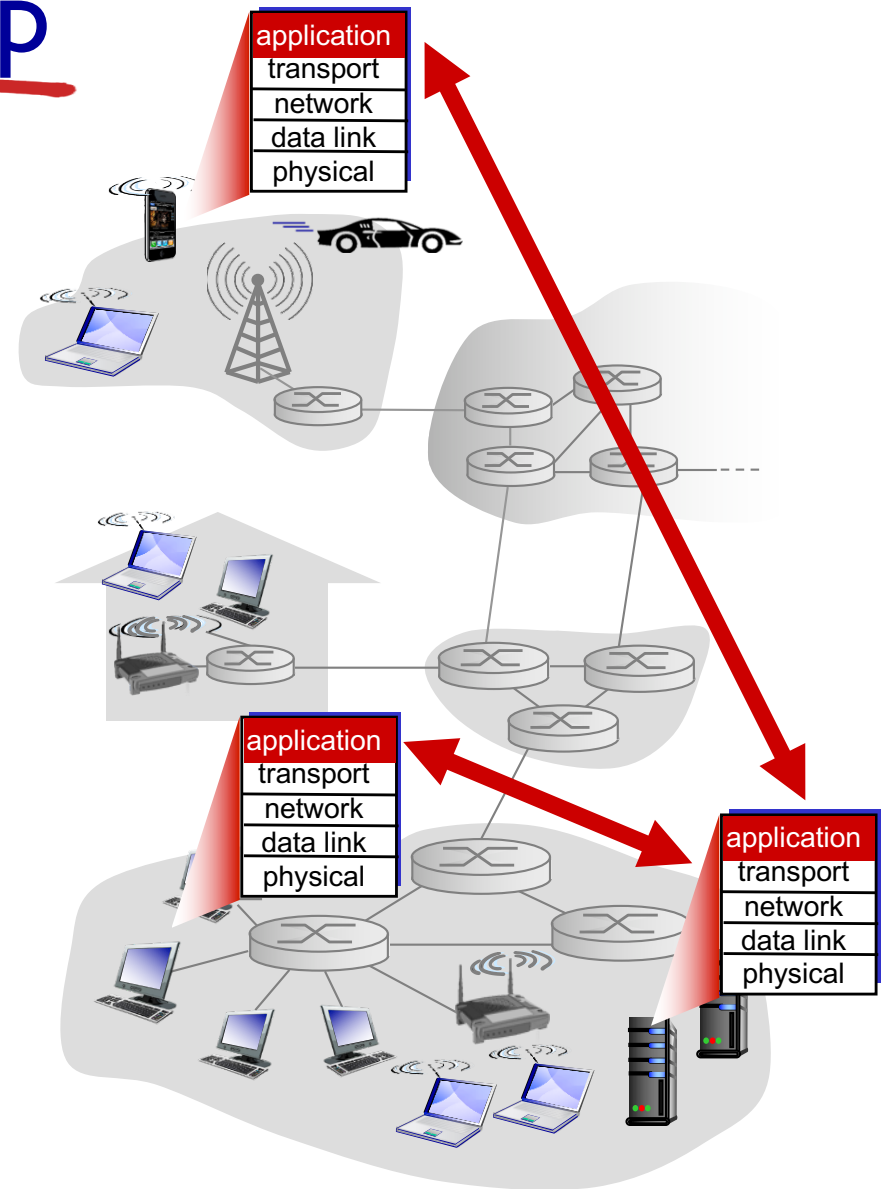 p
application
transport
network
data link
physical
application
transport
network
data link
physical
application
transport
network
data link
physical